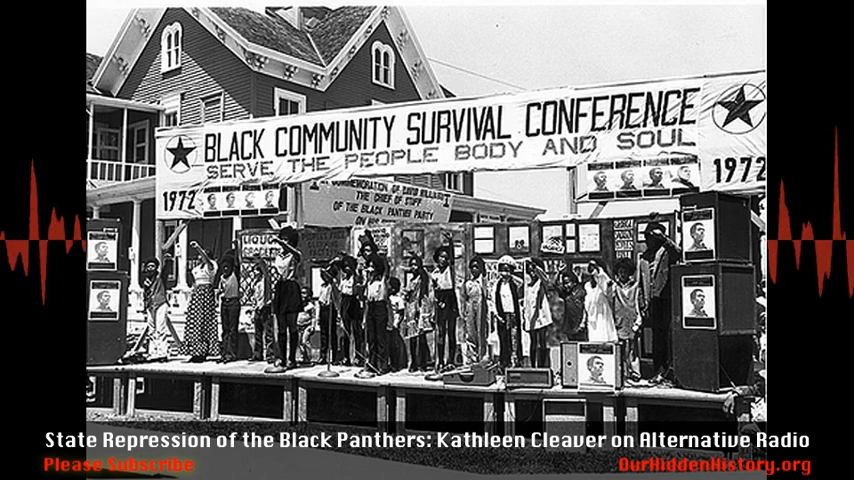 BLACK COMMUNITY SURVIVAL CONFERENCE
SERVE THE PEOPLE BODY AND SOUL
1972
1972
COMMEMORATION OF DAVID HILLIARD
THE CHIEF OF STAFF
OF THE BLACK PANTHER PARTY
State Repression of the Black Panthers: Kathleen Cleaver on Alternative Radio
Please Subscribe
OurHiddenHistory.org